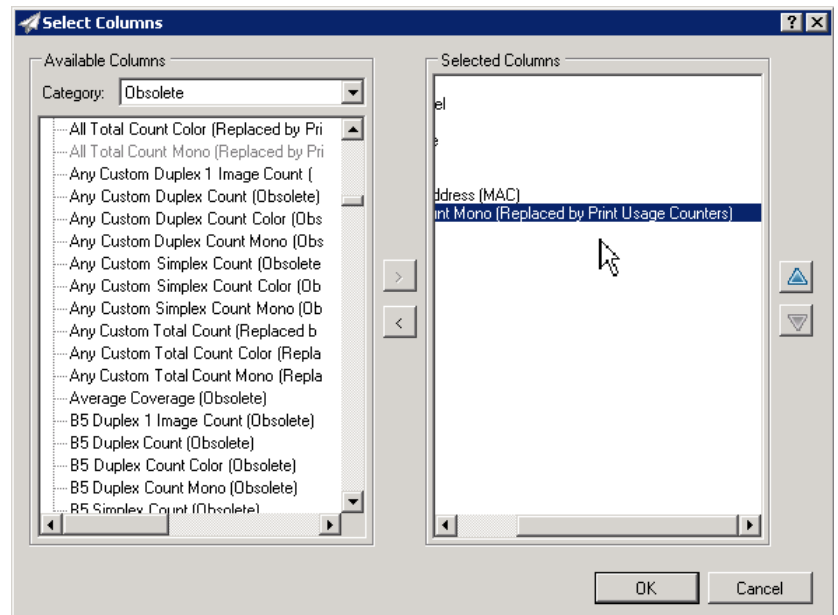 Select Columns
Available Columns
Category: Obsolete
All Total Count Color (Replaced by Pri
All Total Count Mono (Replaced by Pri
Any Custom Duplex 1 Image Count (
Any Custom Duplex Count (Obsolete)
Any Custom Duplex Count Color (Obs
Any Custom Duplex Count Mono (Obs
Any Custom Simplex Count (Obsolete
Any Custom Simplex Count Color (Ob
Any Custom Simplex Count Mono (Ob
Any Custom Total Count (Replaced b
Any Custom Total Count Color (Repla
Any Custom Total Count Mono (Repla
Average Coverage (Obsolete)
B5 Duplex 1 Image Count (Obsolete)
B5 Duplex Count (Obsolete)
B5 Duplex Count Color (Obsolete)
B5 Duplex Count Mono (Obsolete)
B5 Simplex Count (Obsolete)
>
<
Selected Columns
el
e
ddress (MAC)
int Mono (Replaced by Print Usage Counters)
OK
Cancel